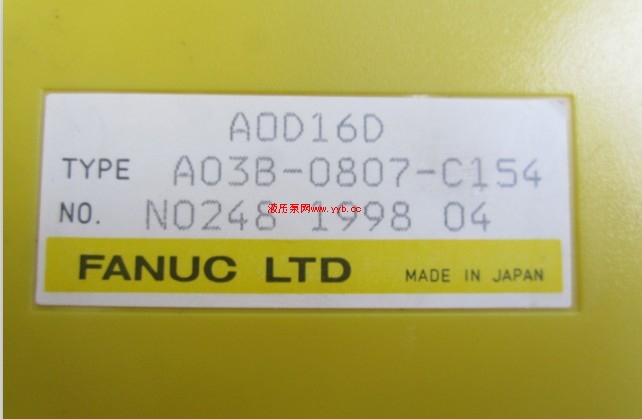 AOD16D
TYPE A03B-0807-C154
NO. N0248 1998 04
液压泵网www.yyb.cc
FANUC LTD MADE IN JAPAN